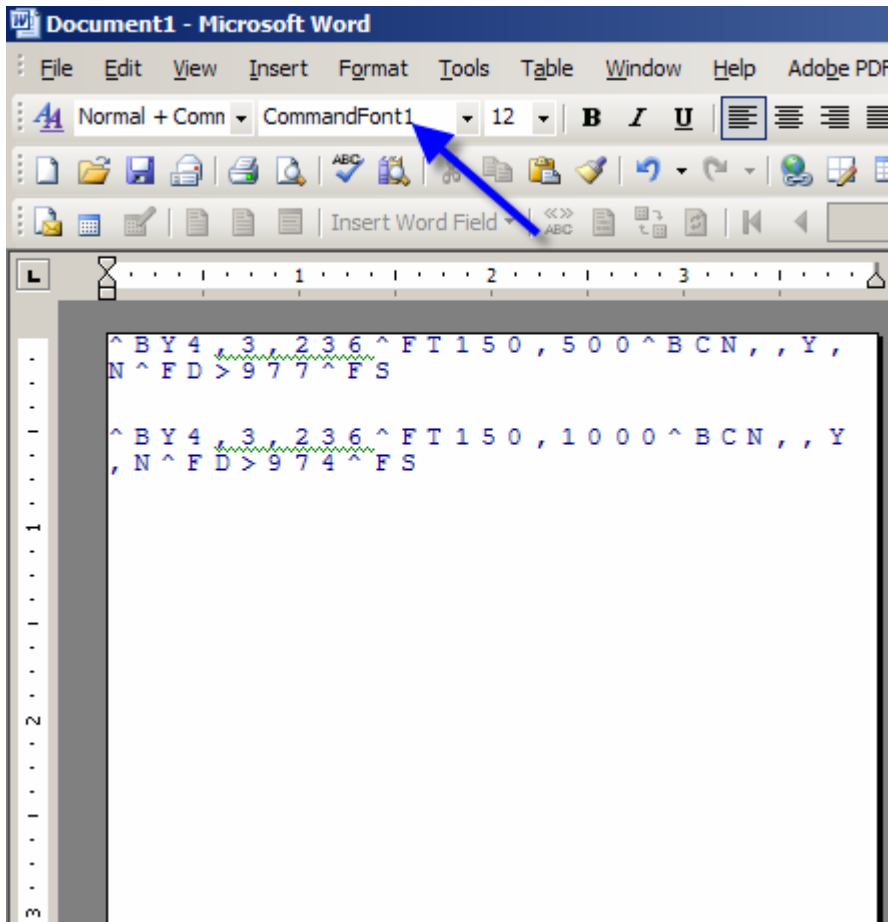 Document1 - Microsoft Word
File Edit View Insert Format Tools Table Window Help Adobe PDF
Normal + Comn CommandFont1 12 B I U
ABC
Insert Word Field ABC
L 1 2 3
^BY4,3,236^FT150,500^BCN,,Y,
N^FD>977^FS
^BY4,3,236^FT150,1000^BCN,,Y
,N^FD>974^FS
1
2
3